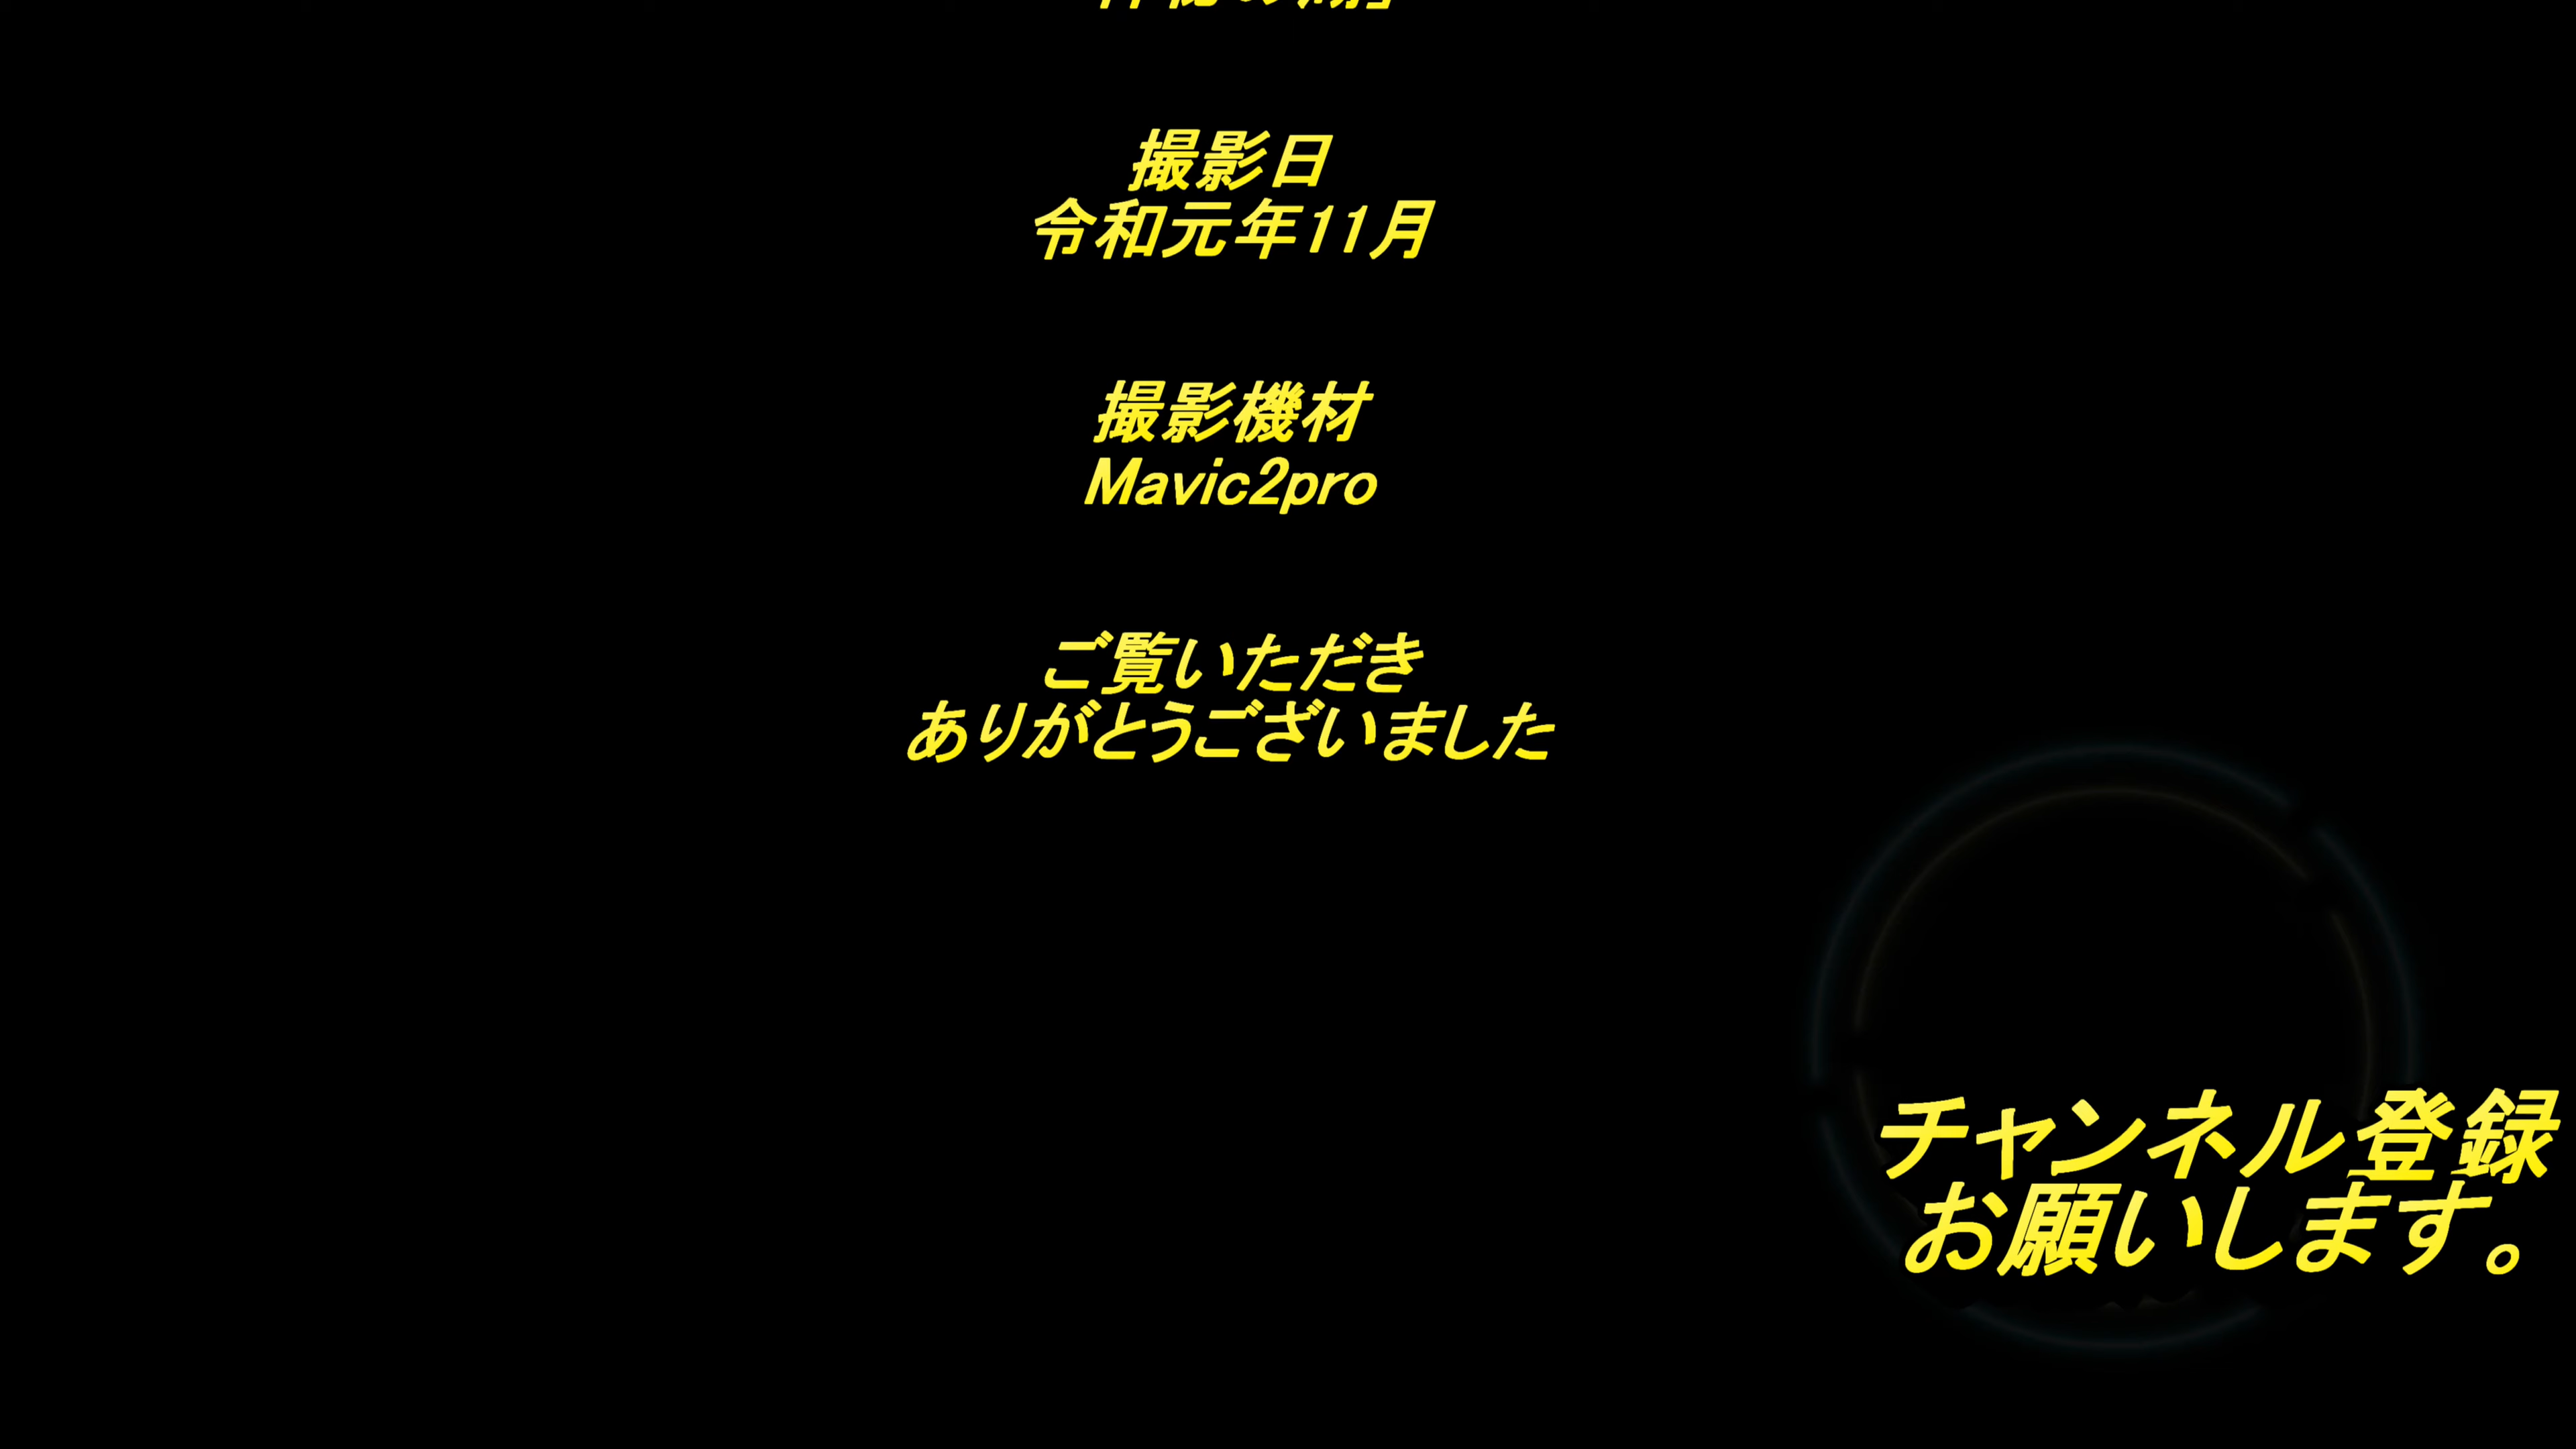 撮影日
令和元年11月
撮影機材
Mavic2pro
ご覧いただき
ありがとうございました
チャンネル登録
お願いします。